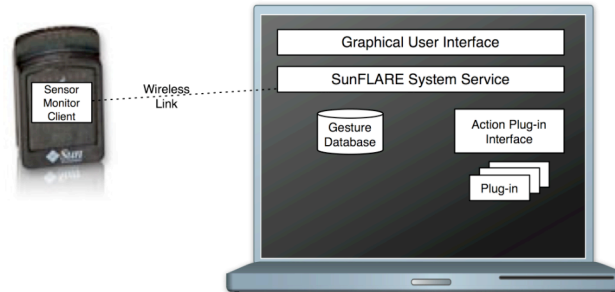 Sensor
Monitor
Client
Sun
Wireless
Link
Graphical User Interface
SunFLARE System Service
Gesture
Database
Action Plug-in
Interface
Plug-in